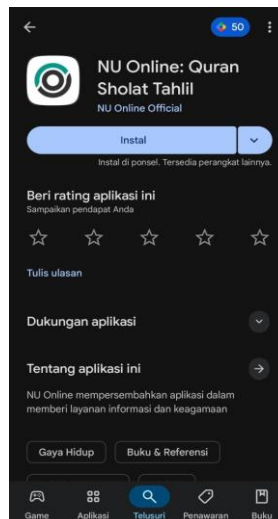 50
NU Online: Quran
Sholat Tahlil
NU Online Official
Instal
Instal di ponsel. Tersedia perangkat lainnya.
Beri rating aplikasi ini
Sampaikan pendapat Anda
Tulis ulasan
Dukungan aplikasi
Tentang aplikasi ini
NU Online mempersembahkan aplikasi dalam
memberi layanan informasi dan keagamaan
Gaya Hidup
Buku & Referensi
Game
Aplikasi
Telusuri
Penawaran
Buku